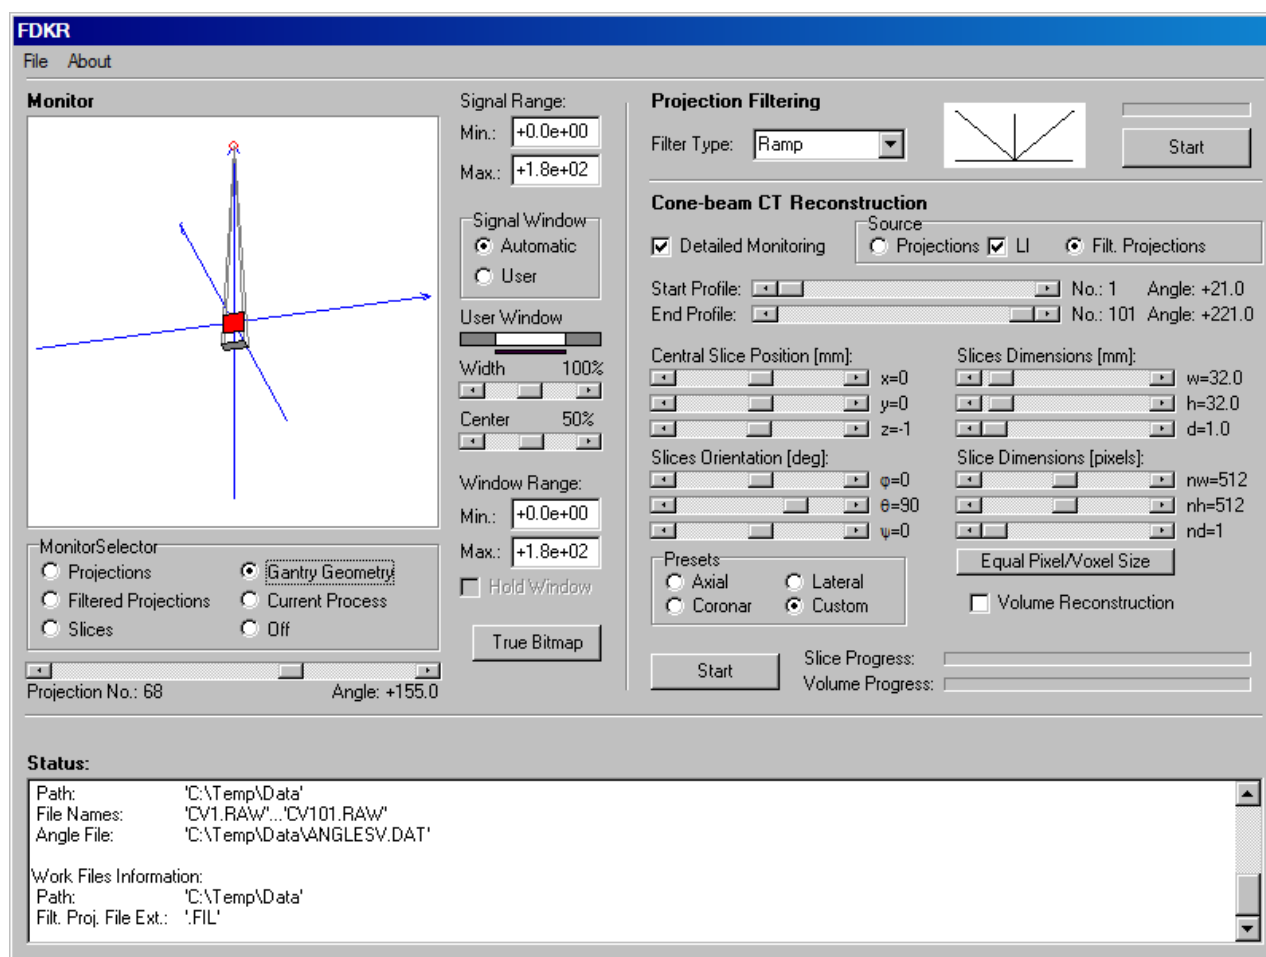 FDKR
File About
Monitor
Signal Range:
Min.: +0.0e+00
Max.: +1.8e+02
Signal Window
Automatic
User
User Window
Width 100%
Center 50%
Window Range:
Min.: +0.0e+00
Max.: +1.8e+02
Hold Window
True Bitmap
MonitorSelector
Projections Gantry Geometry
Filtered Projections Current Process
Slices Off
Projection No.: 68 Angle: +155.0
Projection Filtering
Filter Type: Ramp Start
Cone-beam CT Reconstruction
Source
Detailed Monitoring Projections LI Filt. Projections
Start Profile: No.: 1 Angle: +21.0
End Profile: No.: 101 Angle: +221.0
Central Slice Position [mm]:
x=0
y=0
z=-1
Slices Dimensions [mm]:
w=32.0
h=32.0
d=1.0
Slices Orientation [deg]:
φ=0
θ=90
ψ=0
Slice Dimensions [pixels]:
nw=512
nh=512
nd=1
Presets
Axial Lateral
Coronar Custom
Equal Pixel/Voxel Size
Volume Reconstruction
Start
Slice Progress:
Volume Progress:
Status:
Path: 'C:\Temp\Data'
File Names: 'CV1.RAW'...'CV101.RAW'
Angle File: 'C:\Temp\Data\ANGLESV.DAT'
Work Files Information:
Path: 'C:\Temp\Data'
Filt. Proj. File Ext.: '.FIL'